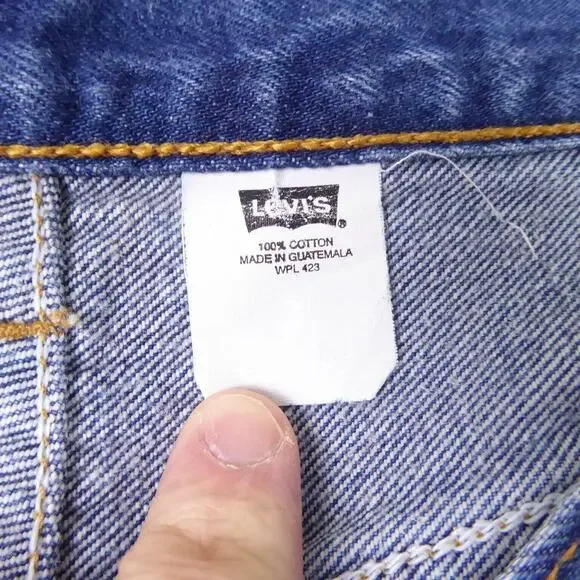 LEVI'S ®
100% COTTON
MADE IN GUATEMALA
WPL 423